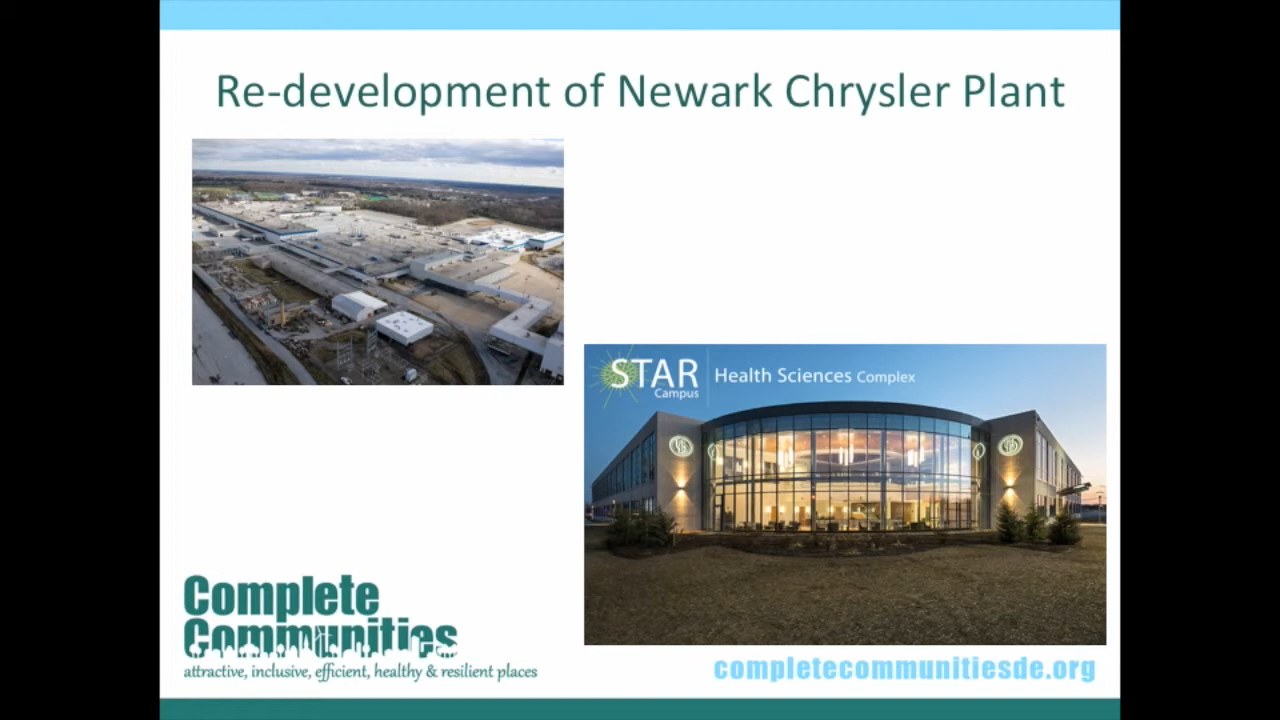 Re-development of Newark Chrysler Plant
STAR
Campus
Health Sciences Complex
Complete
Communities
attractive, inclusive, efficient, healthy & resilient places
completecommunitiesde.org